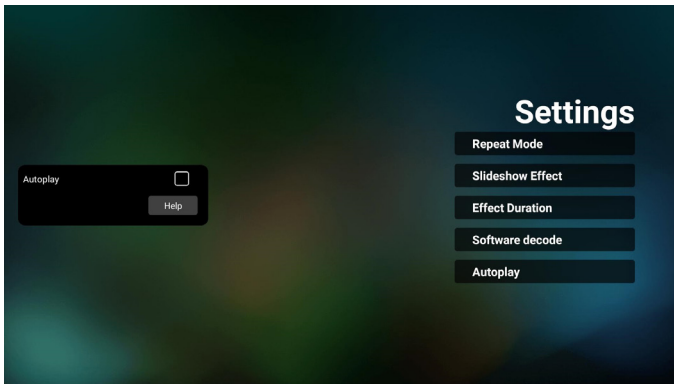 Settings
Repeat Mode
Slideshow Effect
Effect Duration
Software decode
Autoplay
Autoplay
Help